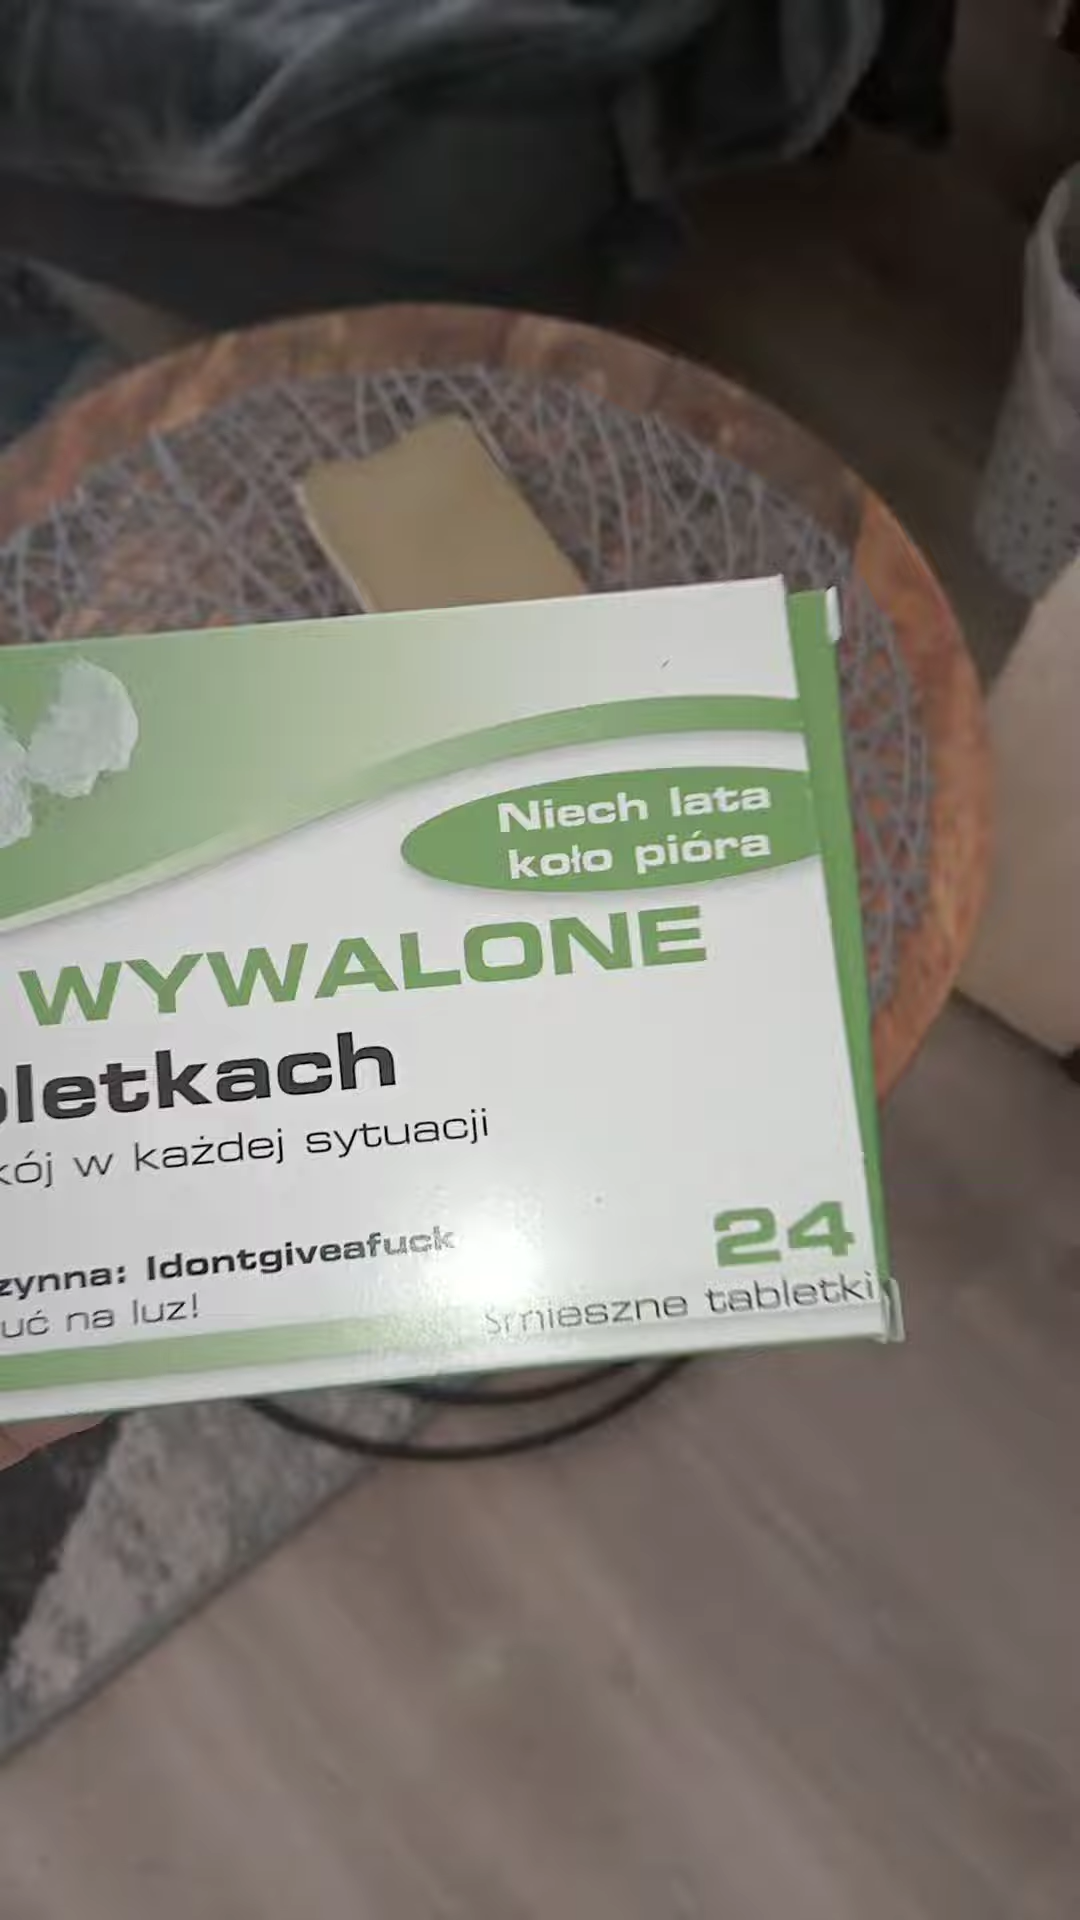 Niech lata
koło pióra
WYWALONE
bletkach
kój w każdej sytuacji
zynna: Idontgiveafuck
uć na luz!
24
śmieszne tabletki